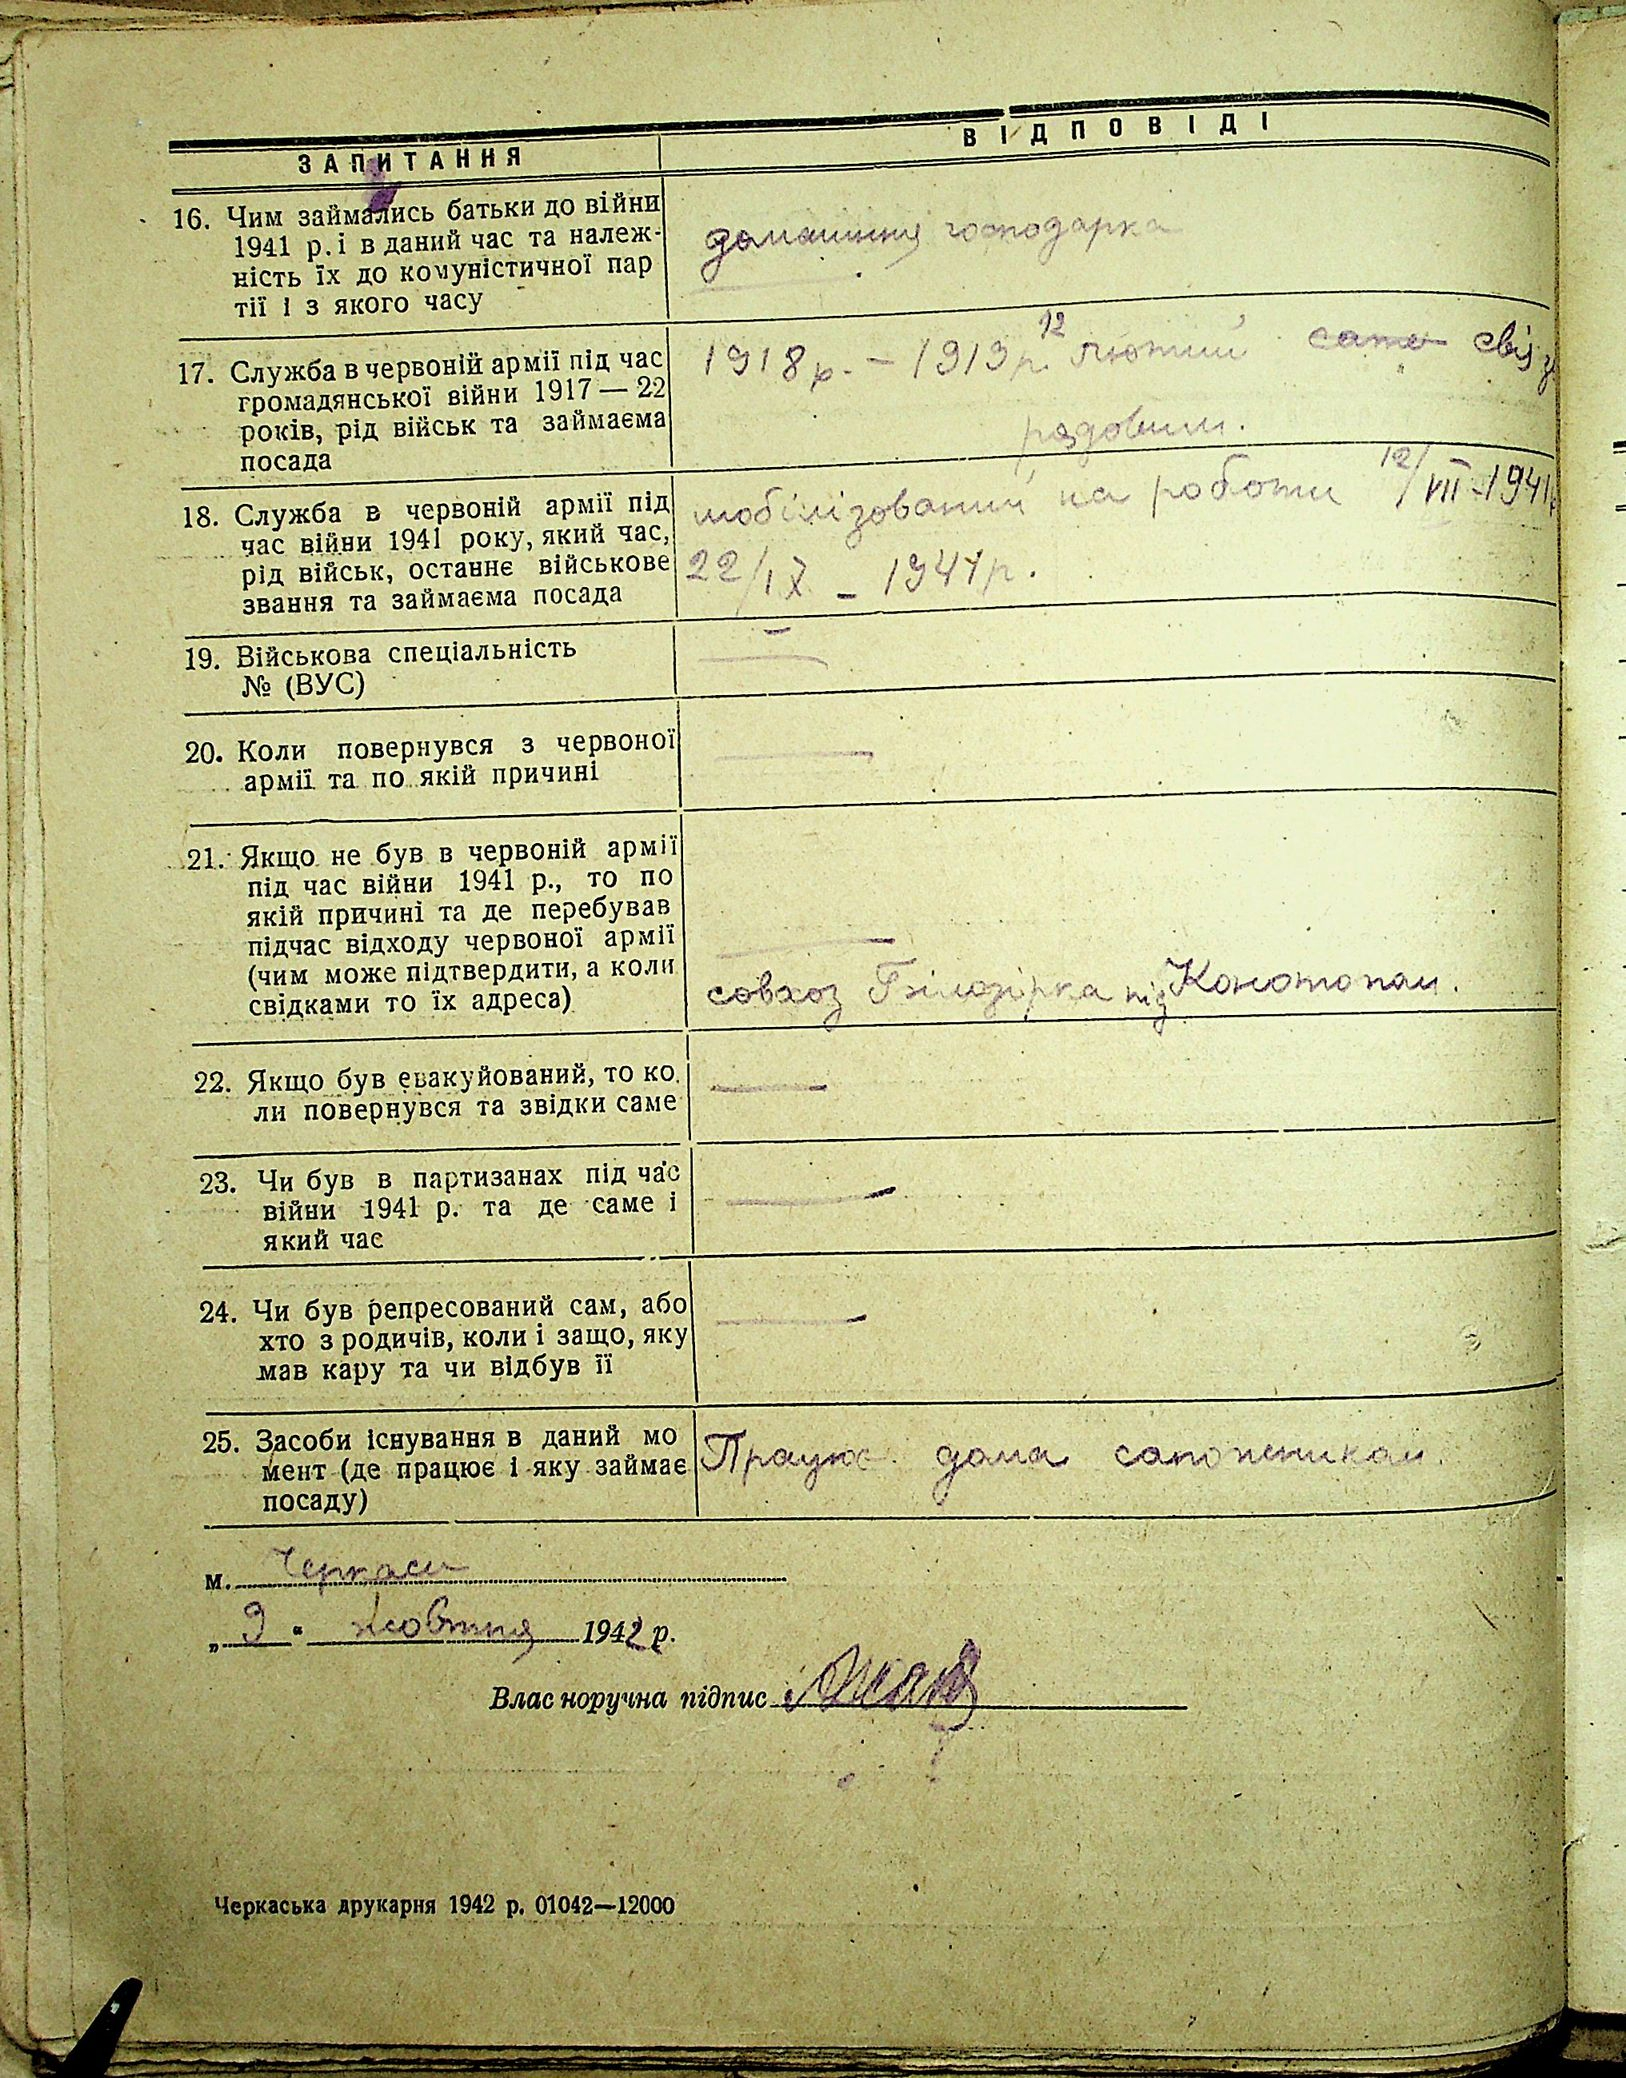 ЗАПИТАННЯ
ВІДПОВІДІ
16. Чим займались батьки до війни
1941 р. і в даний час та належ-
ність їх до комуністичної пар
тії і з якого часу
домашня господарка
17. Служба в червоній армії під час
громадянської війни 1917—22
років, рід військ та займаєма
посада
12
1918 р. – 1919 р. лютий
рядовим.
18. Служба в червоній армії під
час війни 1941 року, який час,
рід військ, останнє військове
звання та займаєма посада
мобілізований на роботи 12/VII-1941
22/IX – 1941 р.
19. Військова спеціальність
№ (ВУС)
—
20. Коли повернувся з червоної
армії та по якій причині
—
21. Якщо не був в червоній армії
під час війни 1941 р., то по
якій причині та де перебував
підчас відходу червоної армії
(чим може підтвердити, а коли
свідками то їх адреса)
—
совхоз Білозірка під Конотопом.
22. Якщо був евакуйований, то ко.
ли повернувся та звідки саме
—
23. Чи був в партизанах під час
війни 1941 р. та де саме і
який час
—
24. Чи був репресований сам, або
хто з родичів, коли і защо, яку
мав кару та чи відбув її
—
25. Засоби існування в даний мо
мент (де працює і яку займає
посаду)
Працює дома сапожником.
м. Черкаси
„9" жовтня 1942 р.
Власноручна підпис
Черкаська друкарня 1942 р. 01042—12000